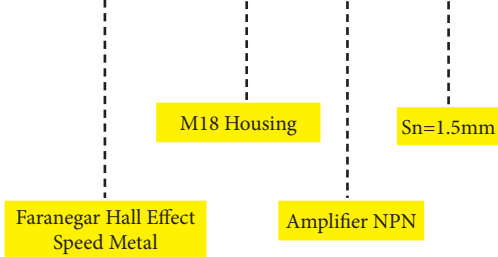 M18 Housing
Sn=1.5mm
Faranegar Hall Effect
Speed Metal
Amplifier NPN